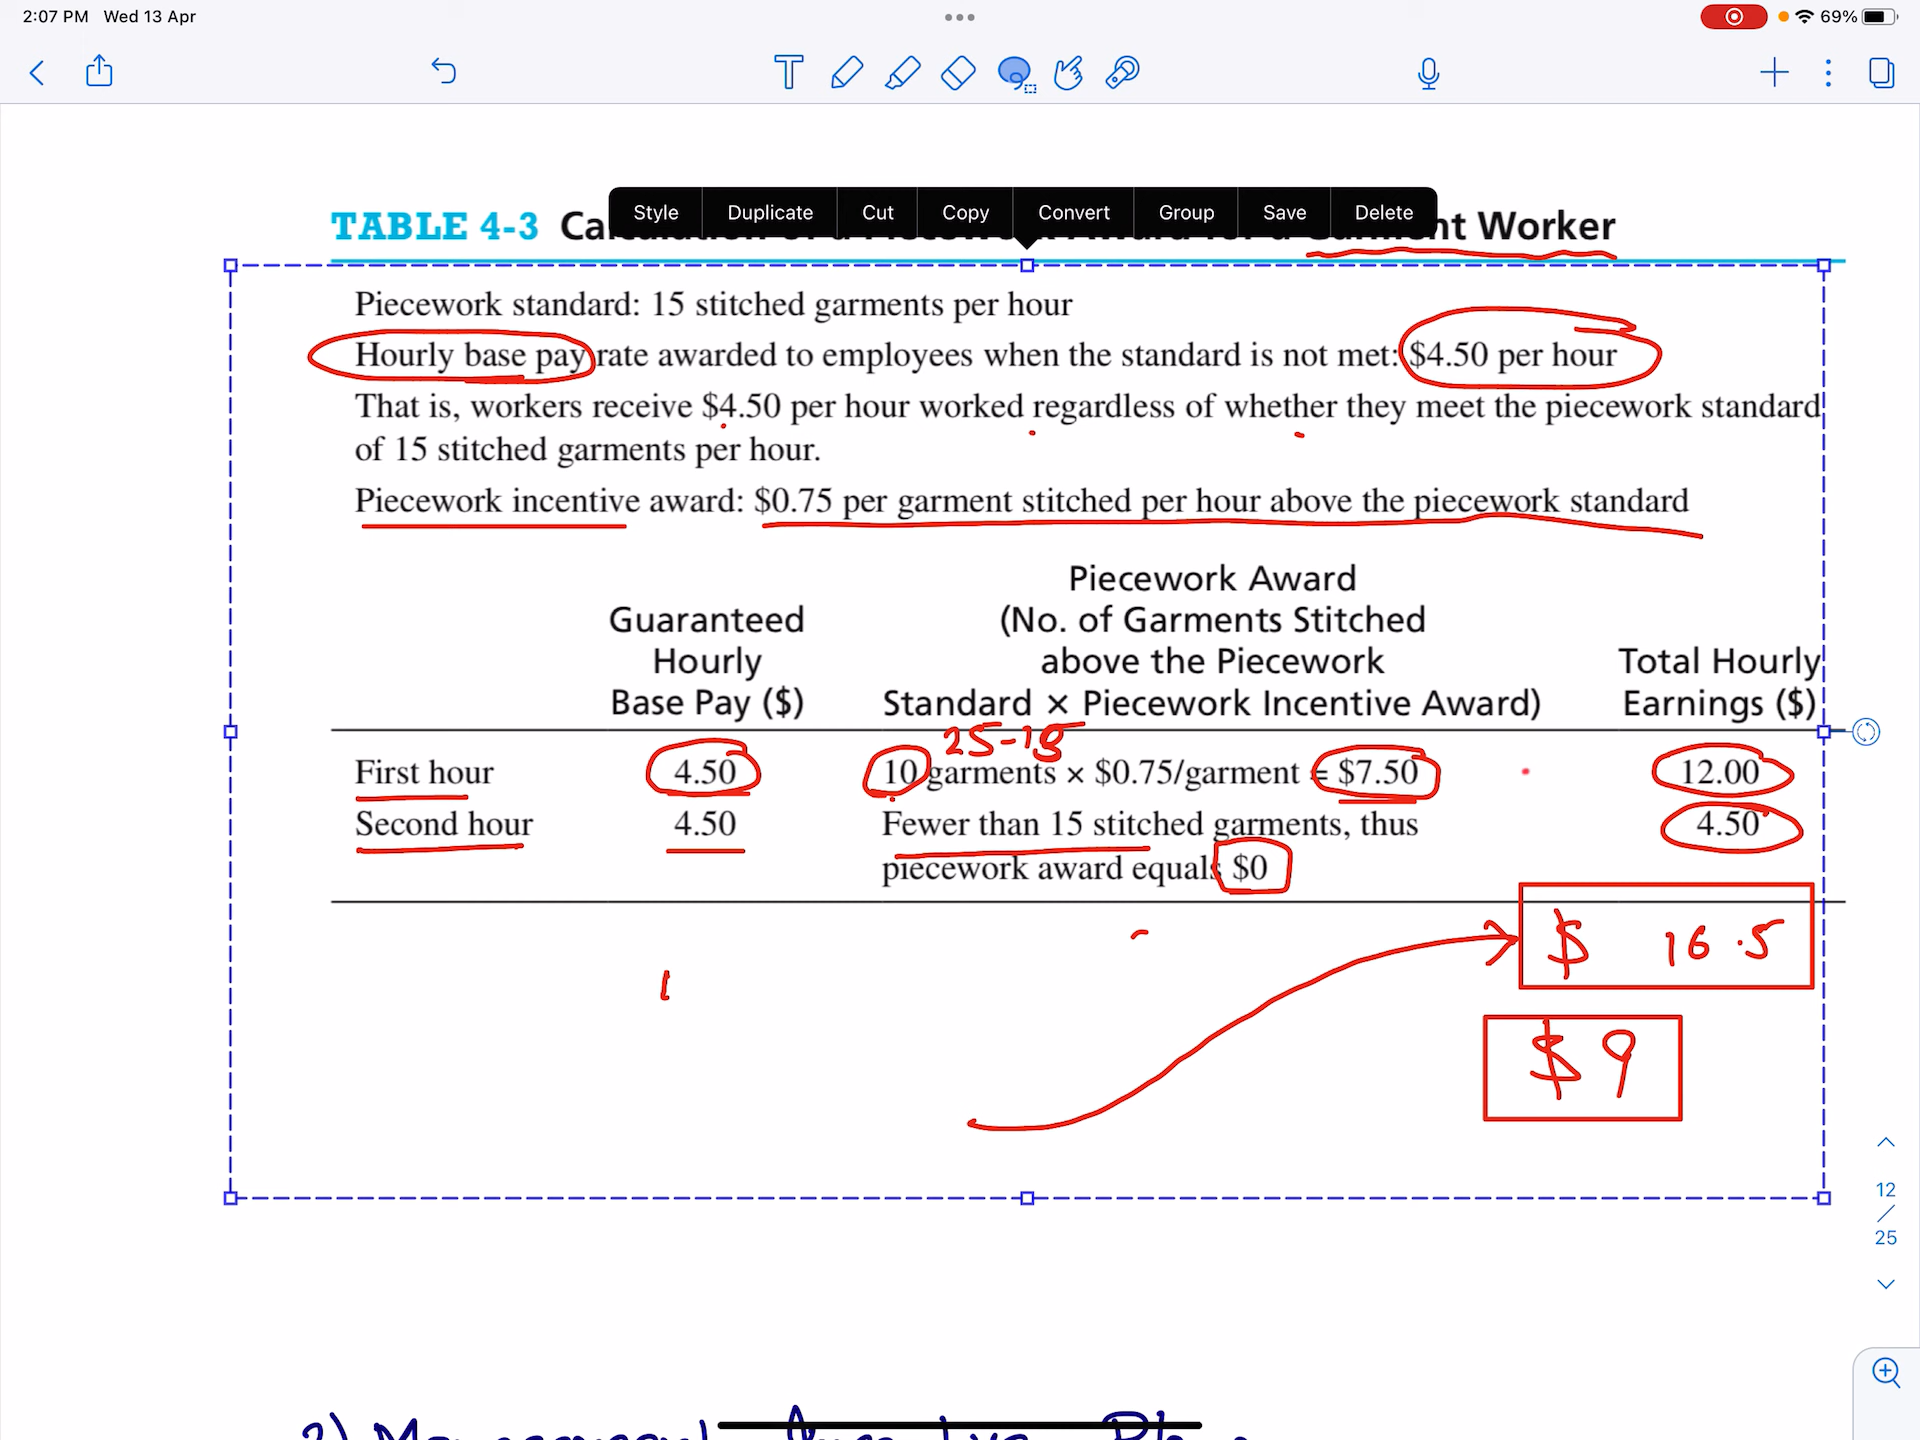 2:07 PM Wed 13 Apr
69%
Style Duplicate Cut Copy Convert Group Save Delete
TABLE 4-3 Worker
Piecework standard: 15 stitched garments per hour
Hourly base pay rate awarded to employees when the standard is not met: $4.50 per hour
That is, workers receive $4.50 per hour worked regardless of whether they meet the piecework standard
of 15 stitched garments per hour.
Piecework incentive award: $0.75 per garment stitched per hour above the piecework standard
Guaranteed
Hourly
Base Pay ($)
Piecework Award
(No. of Garments Stitched
above the Piecework
Standard × Piecework Incentive Award)
Total Hourly
Earnings ($)
25-15
First hour 4.50 10 garments × $0.75/garment = $7.50 12.00
Second hour 4.50 Fewer than 15 stitched garments, thus 4.50
piecework award equals $0
$ 16.5
$ 9
12
/
25